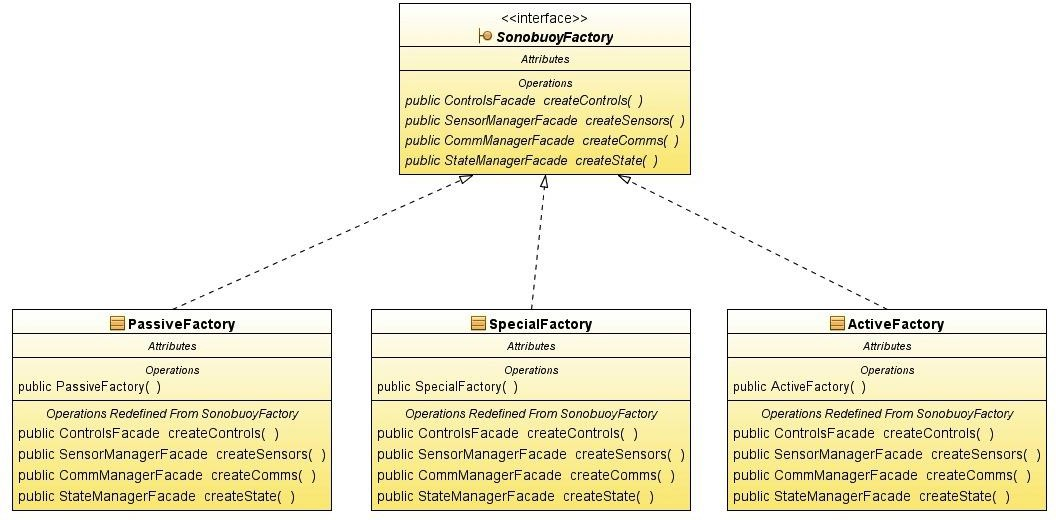 <<interface>>
SonobuoyFactory
Attributes
Operations
public ControlsFacade createControls( )
public SensorManagerFacade createSensors( )
public CommManagerFacade createComms( )
public StateManagerFacade createState( )
PassiveFactory
Attributes
Operations
public PassiveFactory( )
Operations Redefined From SonobuoyFactory
public ControlsFacade createControls( )
public SensorManagerFacade createSensors( )
public CommManagerFacade createComms( )
public StateManagerFacade createState( )
SpecialFactory
Attributes
Operations
public SpecialFactory( )
Operations Redefined From SonobuoyFactory
public ControlsFacade createControls( )
public SensorManagerFacade createSensors( )
public CommManagerFacade createComms( )
public StateManagerFacade createState( )
ActiveFactory
Attributes
Operations
public ActiveFactory( )
Operations Redefined From SonobuoyFactory
public ControlsFacade createControls( )
public SensorManagerFacade createSensors( )
public CommManagerFacade createComms( )
public StateManagerFacade createState( )